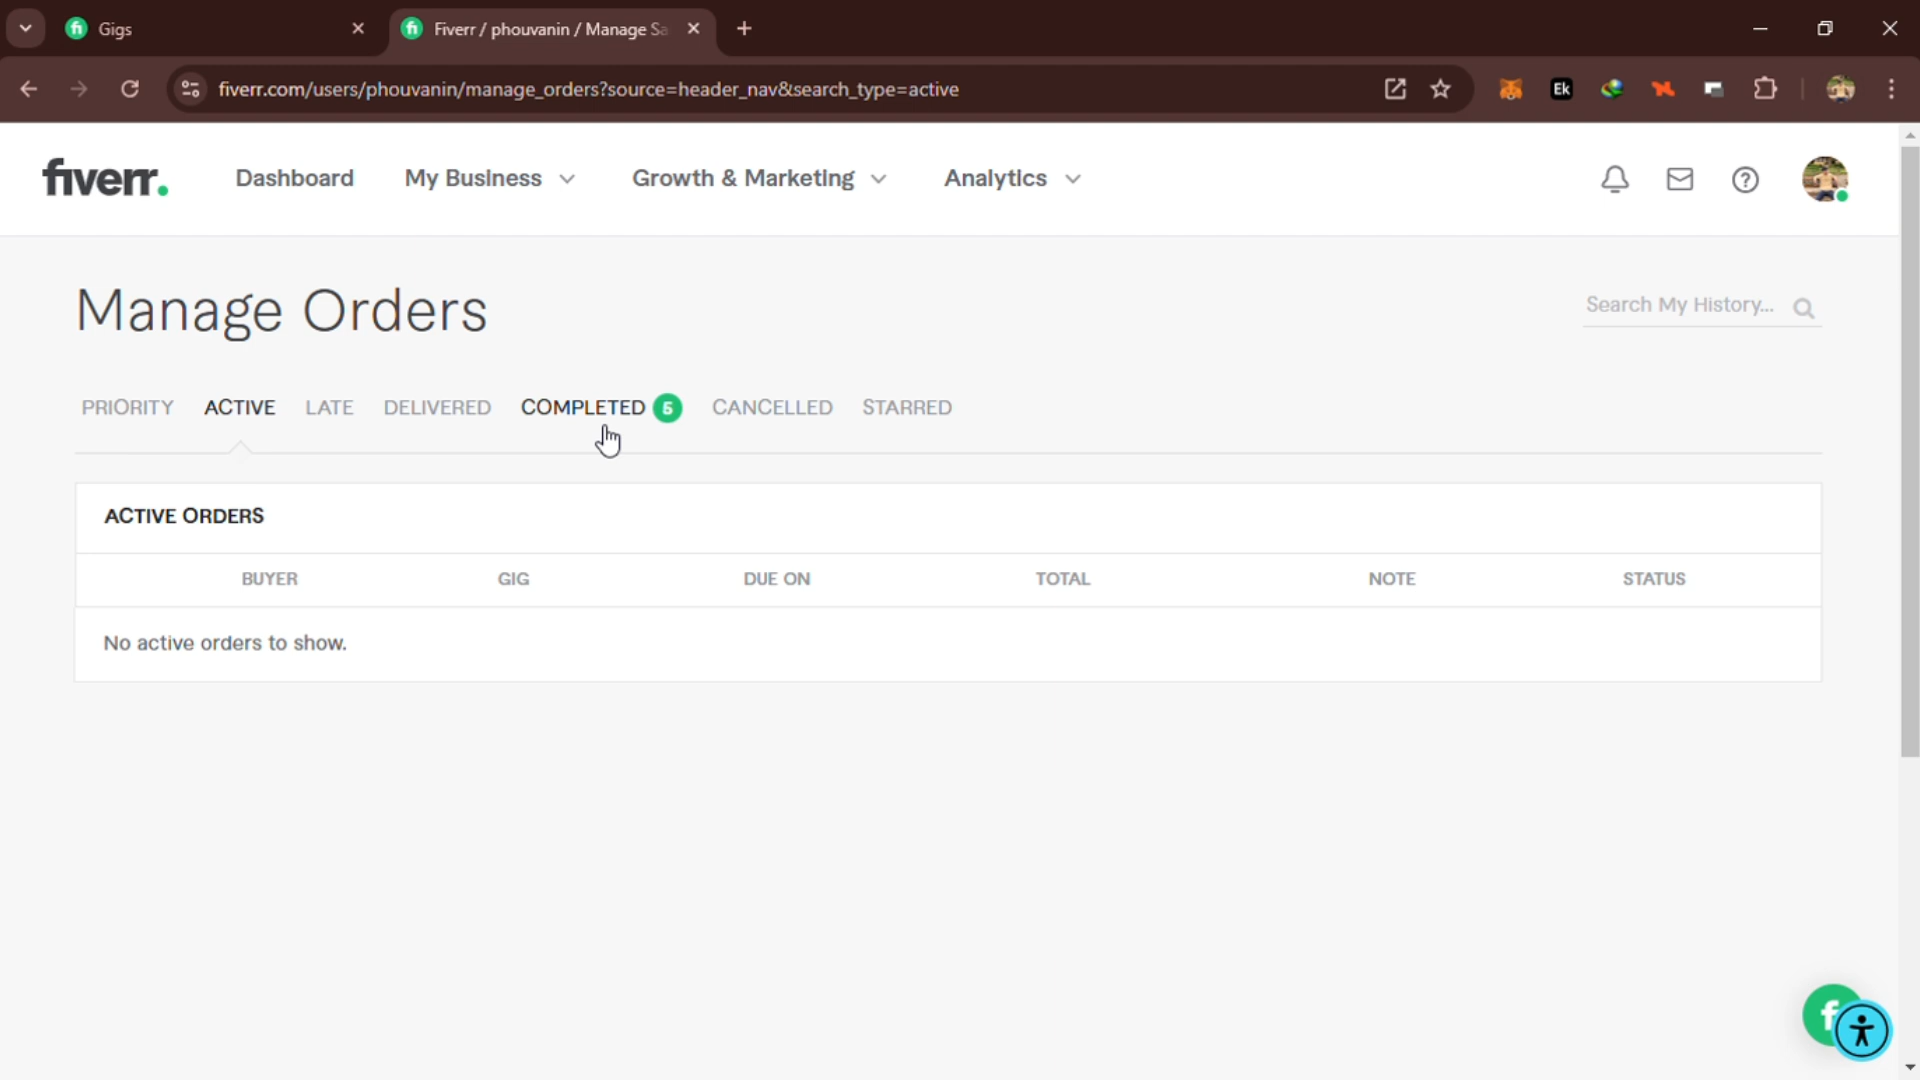 Gigs
Fiverr / phouvanin / Manage Sa
fiverr.com/users/phouvanin/manage_orders?source=header_nav&search_type=active
Ek
fiverr.
Dashboard
My Business
Growth & Marketing
Analytics
Manage Orders
Search My History...
PRIORITY
ACTIVE
LATE
DELIVERED
COMPLETED 5
CANCELLED
STARRED
ACTIVE ORDERS
BUYER
GIG
DUE ON
TOTAL
NOTE
STATUS
No active orders to show.